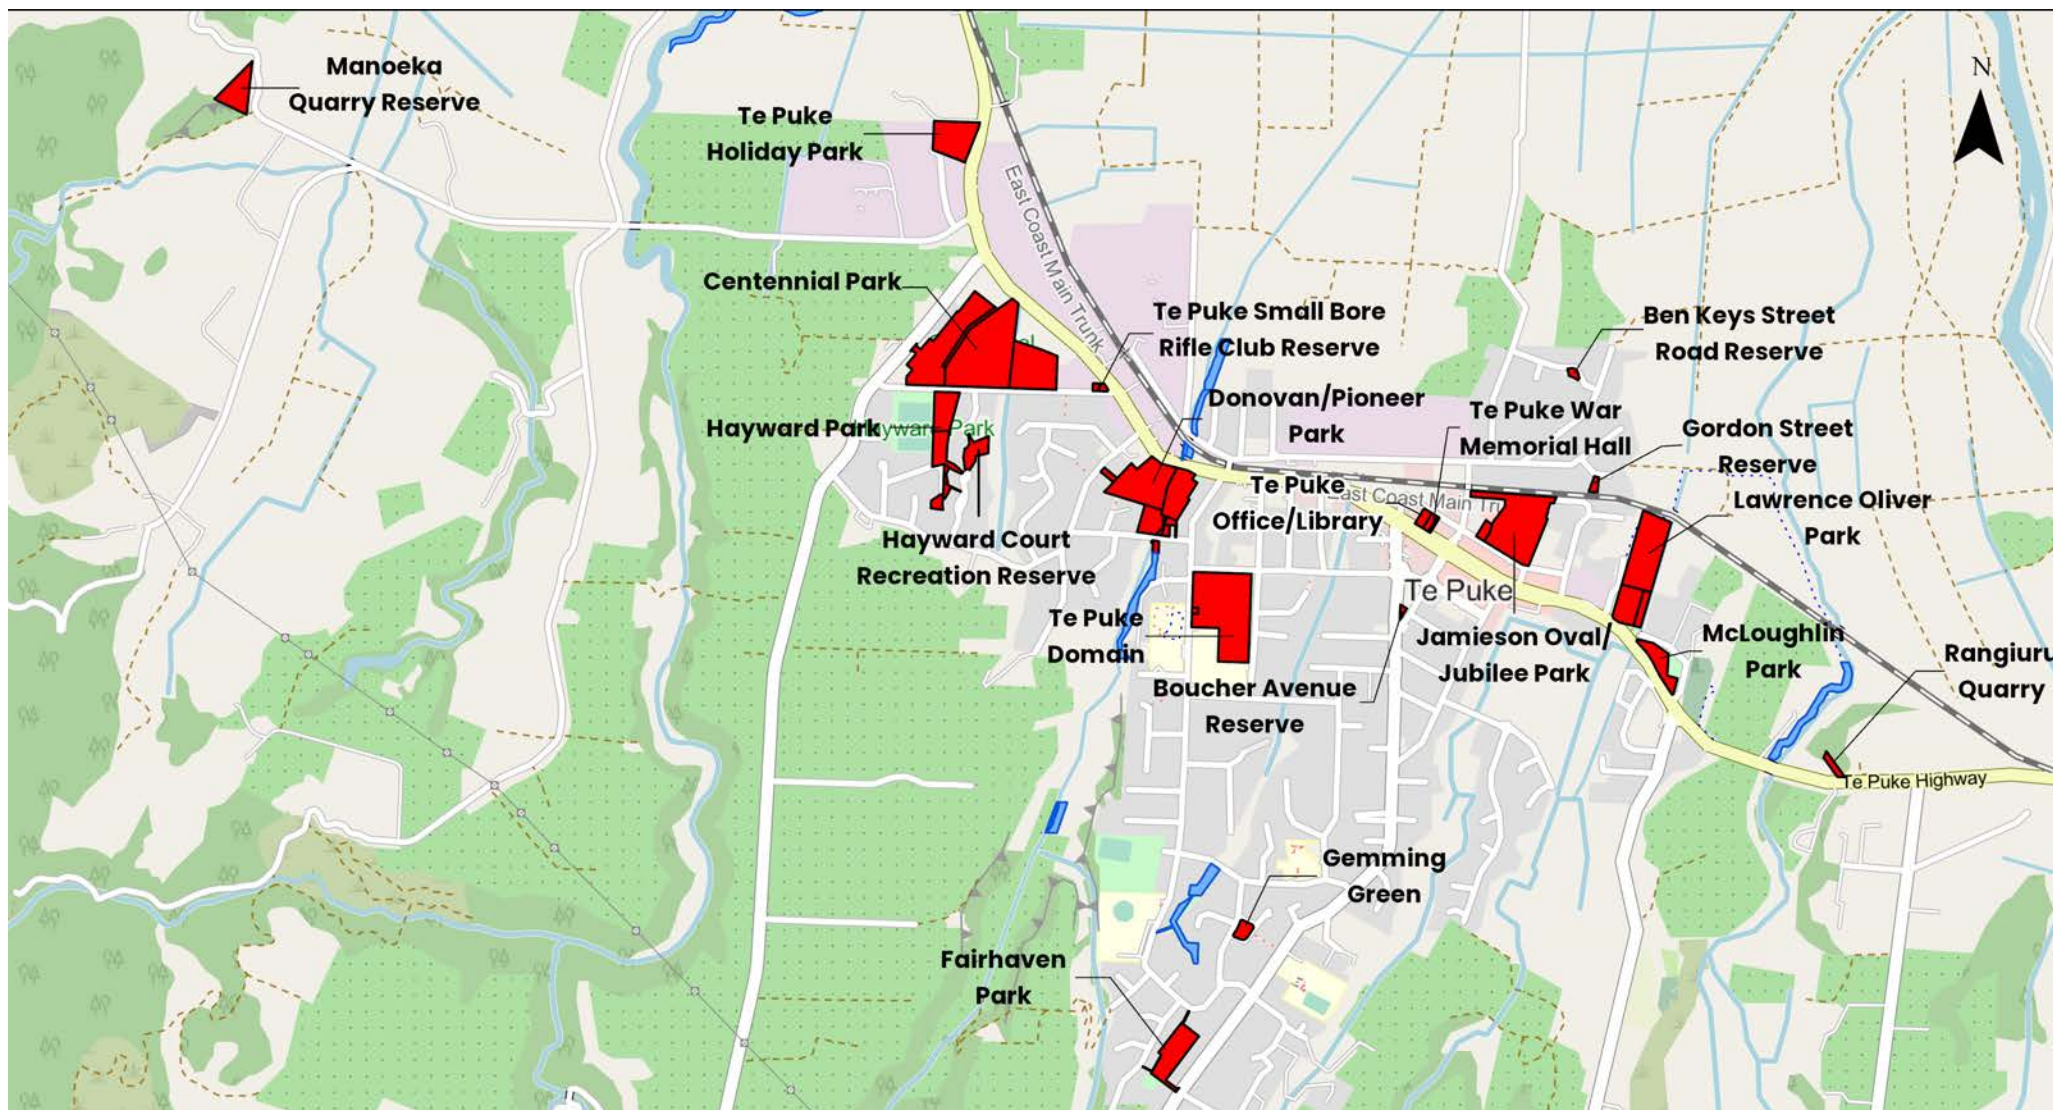 Manoeka
Quarry Reserve
N
Te Puke
Holiday Park
East Coast Main Trunk
Centennial Park
Te Puke Small Bore
Rifle Club Reserve
Ben Keys Street
Road Reserve
Donovan/Pioneer
Park
Te Puke War
Memorial Hall
Hayward Park
Park
Gordon Street
Reserve
Te Puke
Office/Library
East Coast Main
Lawrence Oliver
Park
Hayward Court
Recreation Reserve
Te Puke
Te Puke
Domain
Jamieson Oval/
Jubilee Park
McLoughlin
Park
Rangiuru
Quarry
Boucher Avenue
Reserve
Te Puke Highway
Gemming
Green
Fairhaven
Park